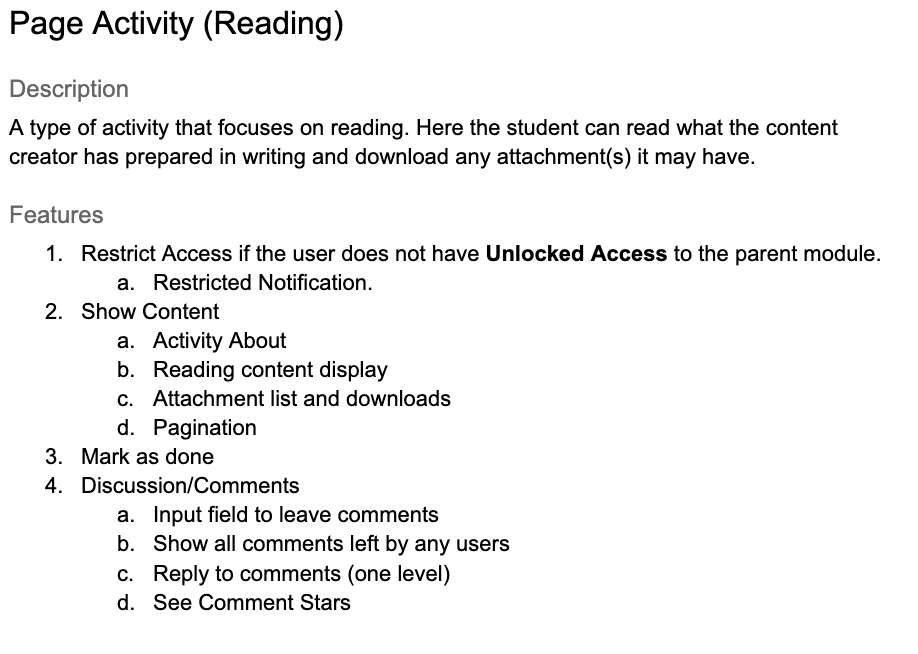 Page Activity (Reading)
Description
A type of activity that focuses on reading. Here the student can read what the content
creator has prepared in writing and download any attachment(s) it may have.
Features
1. Restrict Access if the user does not have Unlocked Access to the parent module.
a. Restricted Notification.
2. Show Content
a. Activity About
b. Reading content display
c. Attachment list and downloads
d. Pagination
3. Mark as done
4. Discussion/Comments
a. Input field to leave comments
b. Show all comments left by any users
c. Reply to comments (one level)
d. See Comment Stars